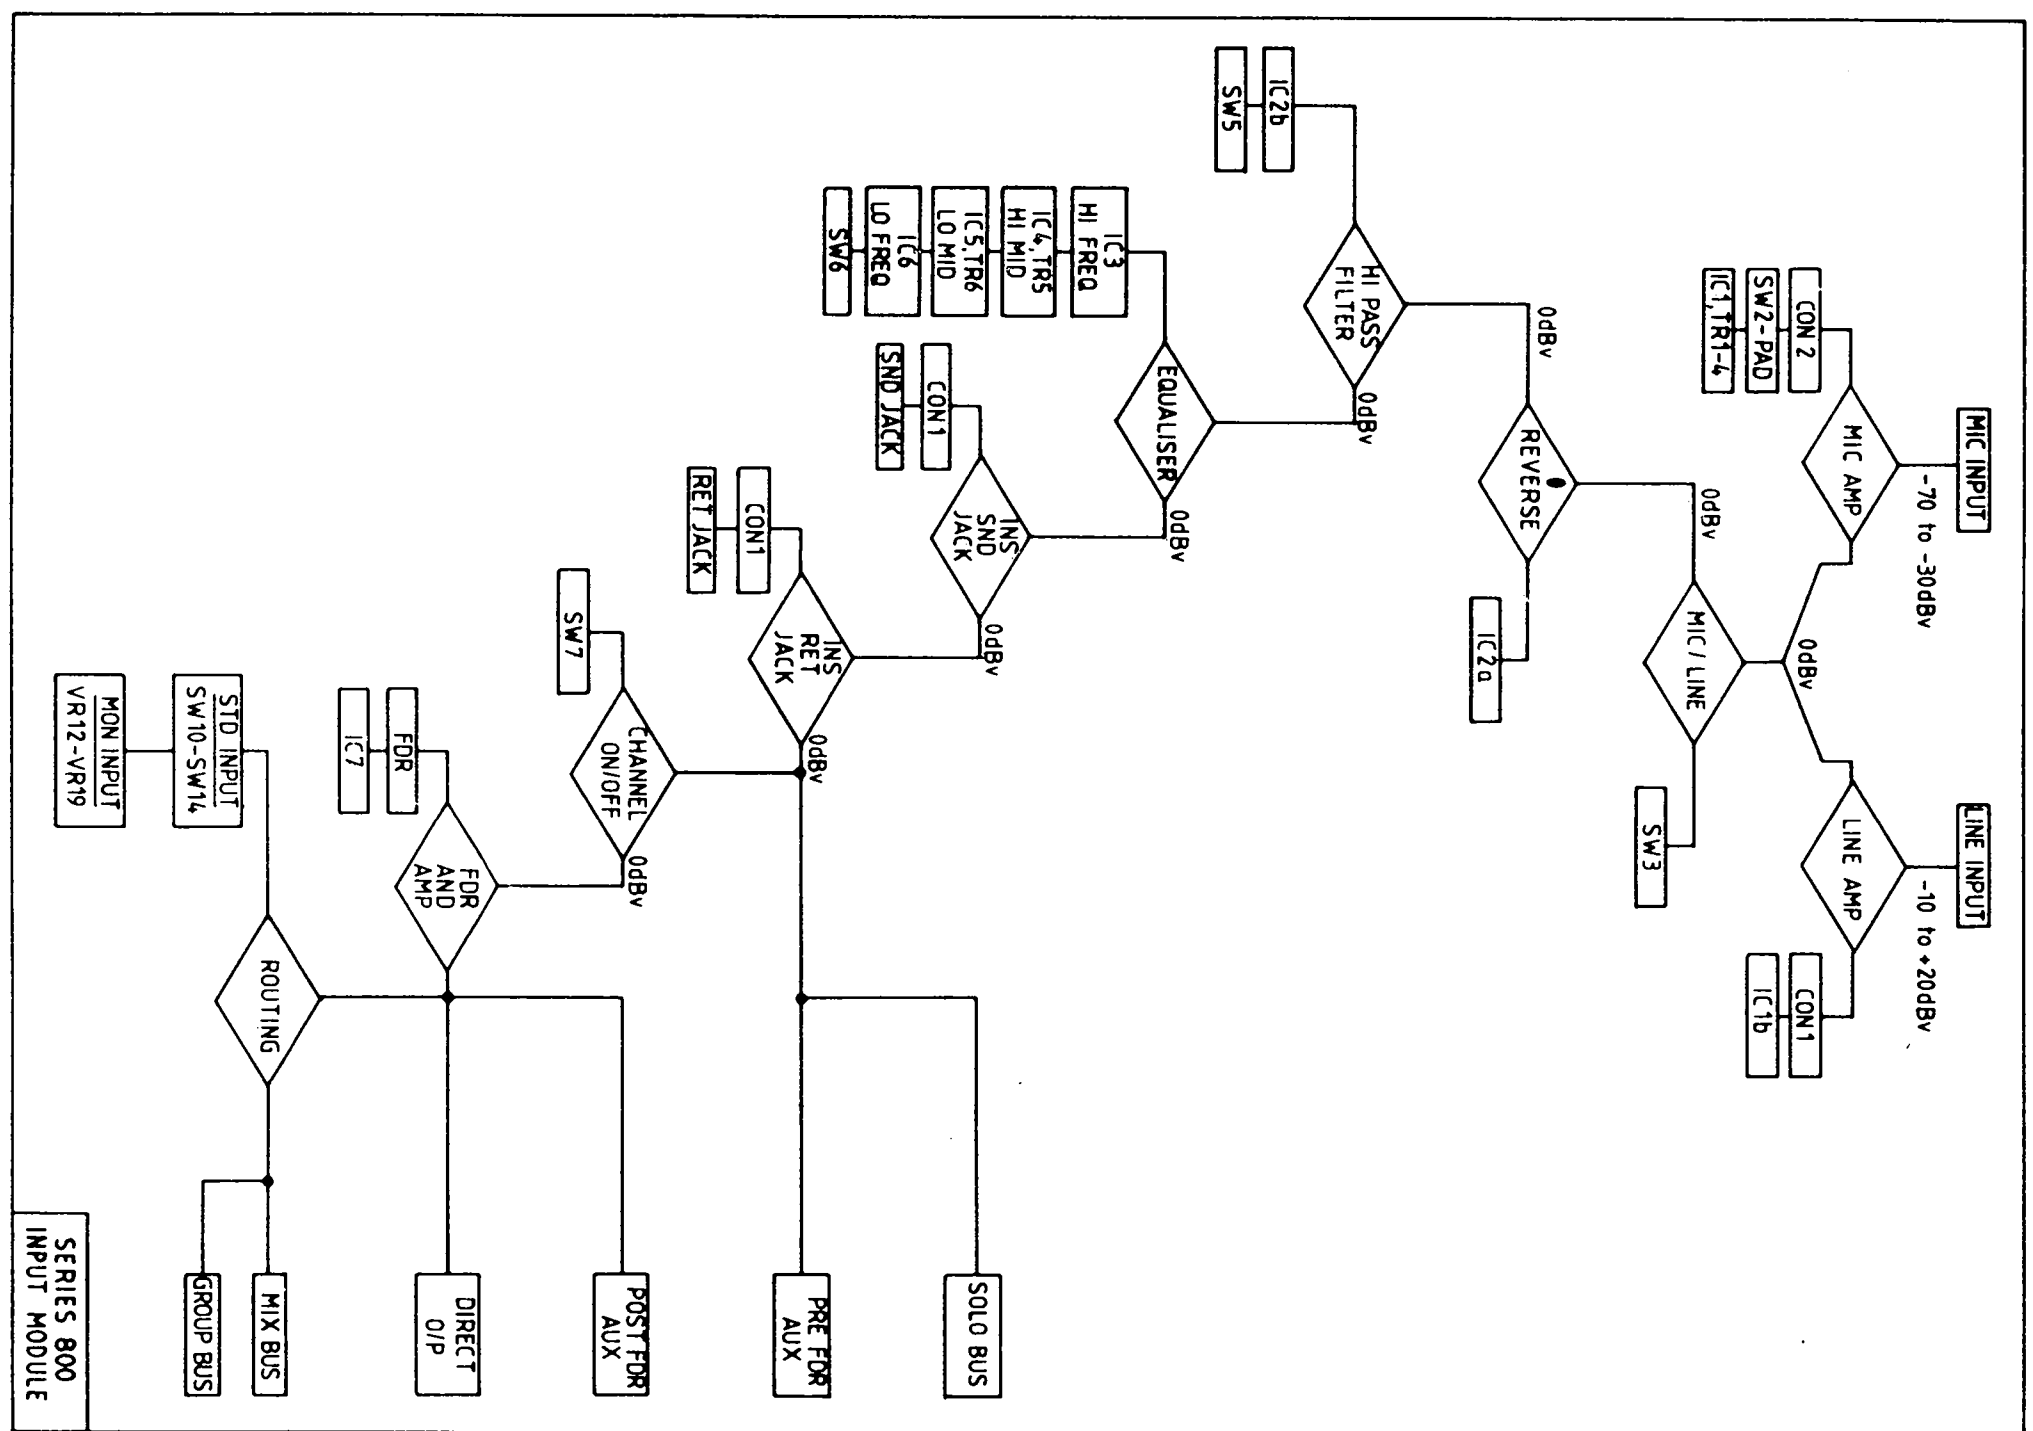 MIC INPUT
-70 to -30dBv
LINE INPUT
-10 to +20dBv
CON 2
SW2-PAD
IC1,TR1-4
MIC AMP
LINE AMP
CON1
IC1b
0dBv
MIC/LINE
SW3
0dBv
REVERSE
IC2a
0dBv
IC2b
SW5
HI PASS
FILTER
0dBv
IC3
HI FREQ
IC4,TR5
HI MID
IC5,TR6
LO MID
IC6
LO FREQ
SW6
EQUALISER
0dBv
CON1
SND JACK
INS
SND
JACK
0dBv
CON1
RET JACK
INS
RET
JACK
0dBv
SOLO BUS
PRE FDR
AUX
SW7
CHANNEL
ON/OFF
0dBv
FDR
IC7
FDR
AND
AMP
POST FDR
AUX
DIRECT
O/P
STD INPUT
SW10-SW14
MON INPUT
VR12-VR19
ROUTING
MIX BUS
GROUP BUS
SERIES 800
INPUT MODULE